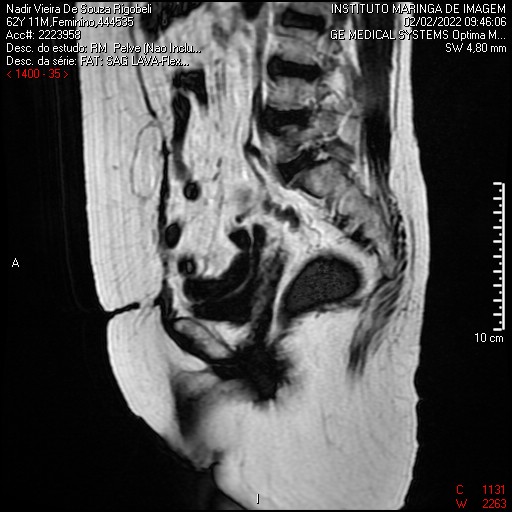 Nadir Vieira De Souza Rigobeli
62Y 11M,Feminino,444535
Acc#: 2223953
Desc. do estudo: RM Pelve (Nao Inclu...
Desc. da série: FAT: SAG LAVA-Flex...
< 1400 - 35 >
INSTITUTO MARINGA DE IMAGEM
02/02/2022 09:46:06
GE MEDICAL SYSTEMS Optima M...
SW 4,80 mm
A
10 cm
I
C 1131
W 2263